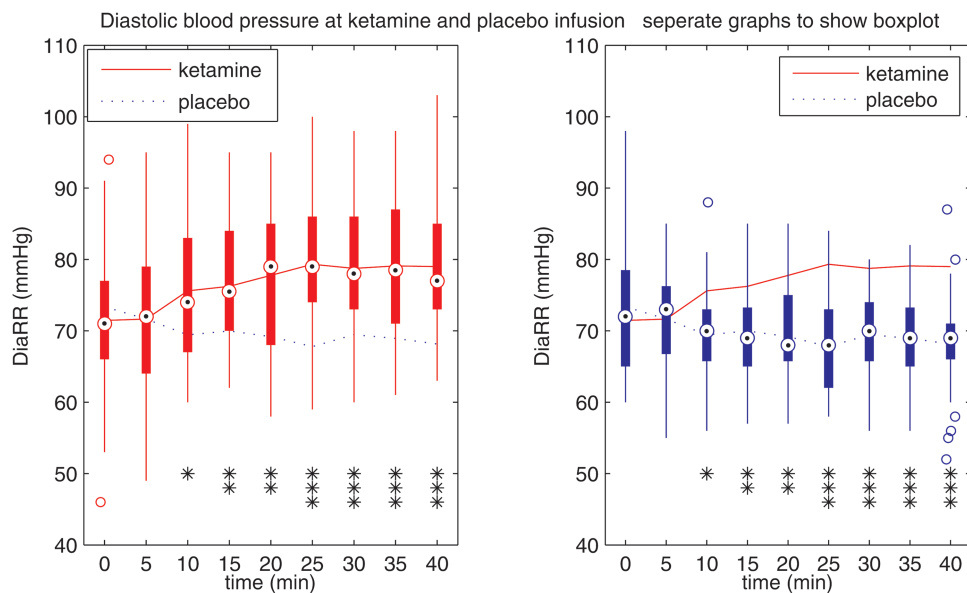 Diastolic blood pressure at ketamine and placebo infusion seperate graphs to show boxplot
110
100
90
80
70
60
50
40
DiaRR (mmHg)
ketamine
placebo
0 5 10 15 20 25 30 35 40
time (min)
110
100
90
80
70
60
50
40
DiaRR (mmHg)
ketamine
placebo
0 5 10 15 20 25 30 35 40
time (min)